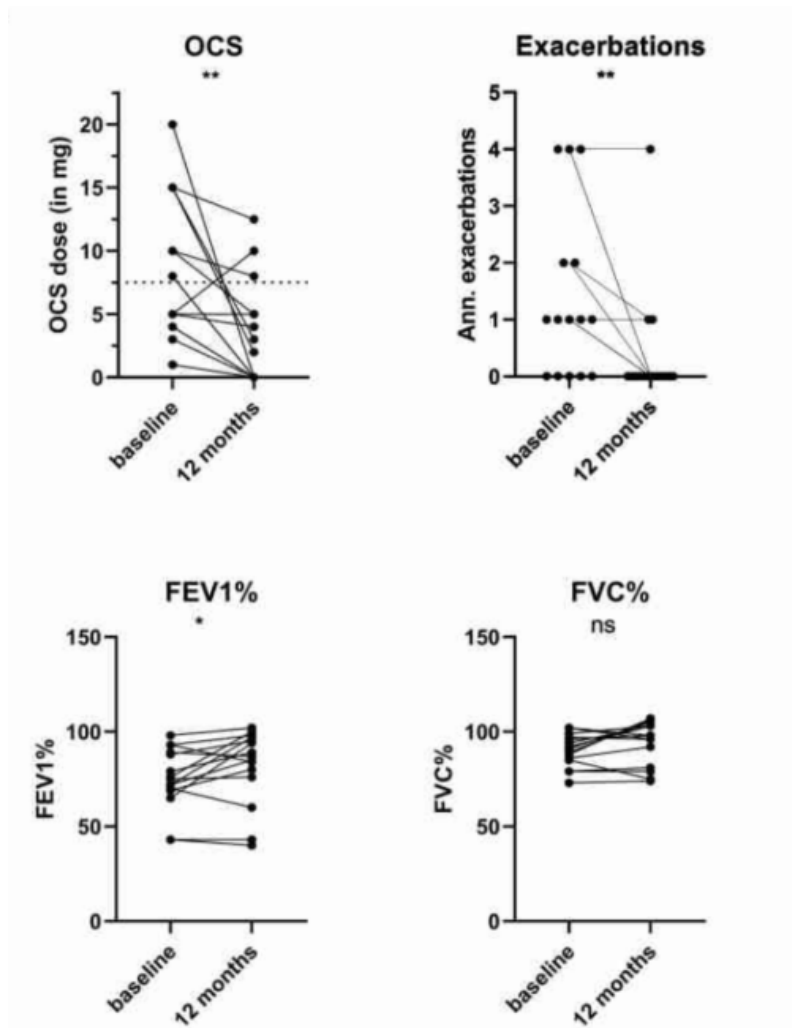 OCS
**
OCS dose (in mg)
20
15
10
5
0
baseline
12 months
Exacerbations
**
Ann. exacerbations
5
4
3
2
1
0
baseline
12 months
FEV1%
*
FEV1%
150
100
50
0
baseline
12 months
FVC%
ns
FVC%
150
100
50
0
baseline
12 months